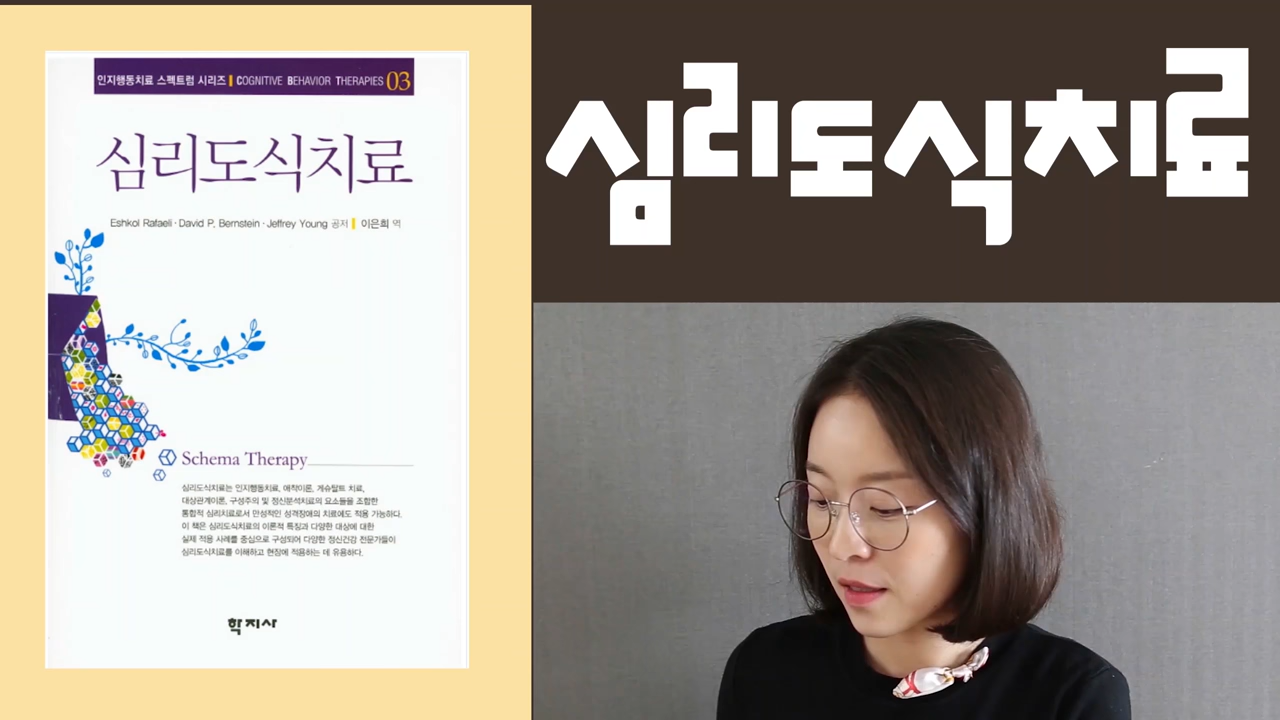 인지행동치료 스펙트럼 시리즈 | COGNITIVE BEHAVIOR THERAPIES 03
심리도식치료
Eshkol Rafaeli · David P. Bernstein · Jeffrey Young 공저 | 이은희 역
Schema Therapy
심리도식치료는 인지행동치료, 애착이론, 게슈탈트 치료,
대상관계이론, 구성주의 및 정신분석치료의 요소들을 조합한
통합적 심리치료로서 만성적인 성격장애의 치료에도 적용 가능하다.
이 책은 심리도식치료의 이론적 특징과 다양한 대상에 대한
실제 적용 사례를 중심으로 구성되어 다양한 정신건강 전문가들이
심리도식치료를 이해하고 현장에 적용하는 데 유용하다.
학지사
심리도식치료